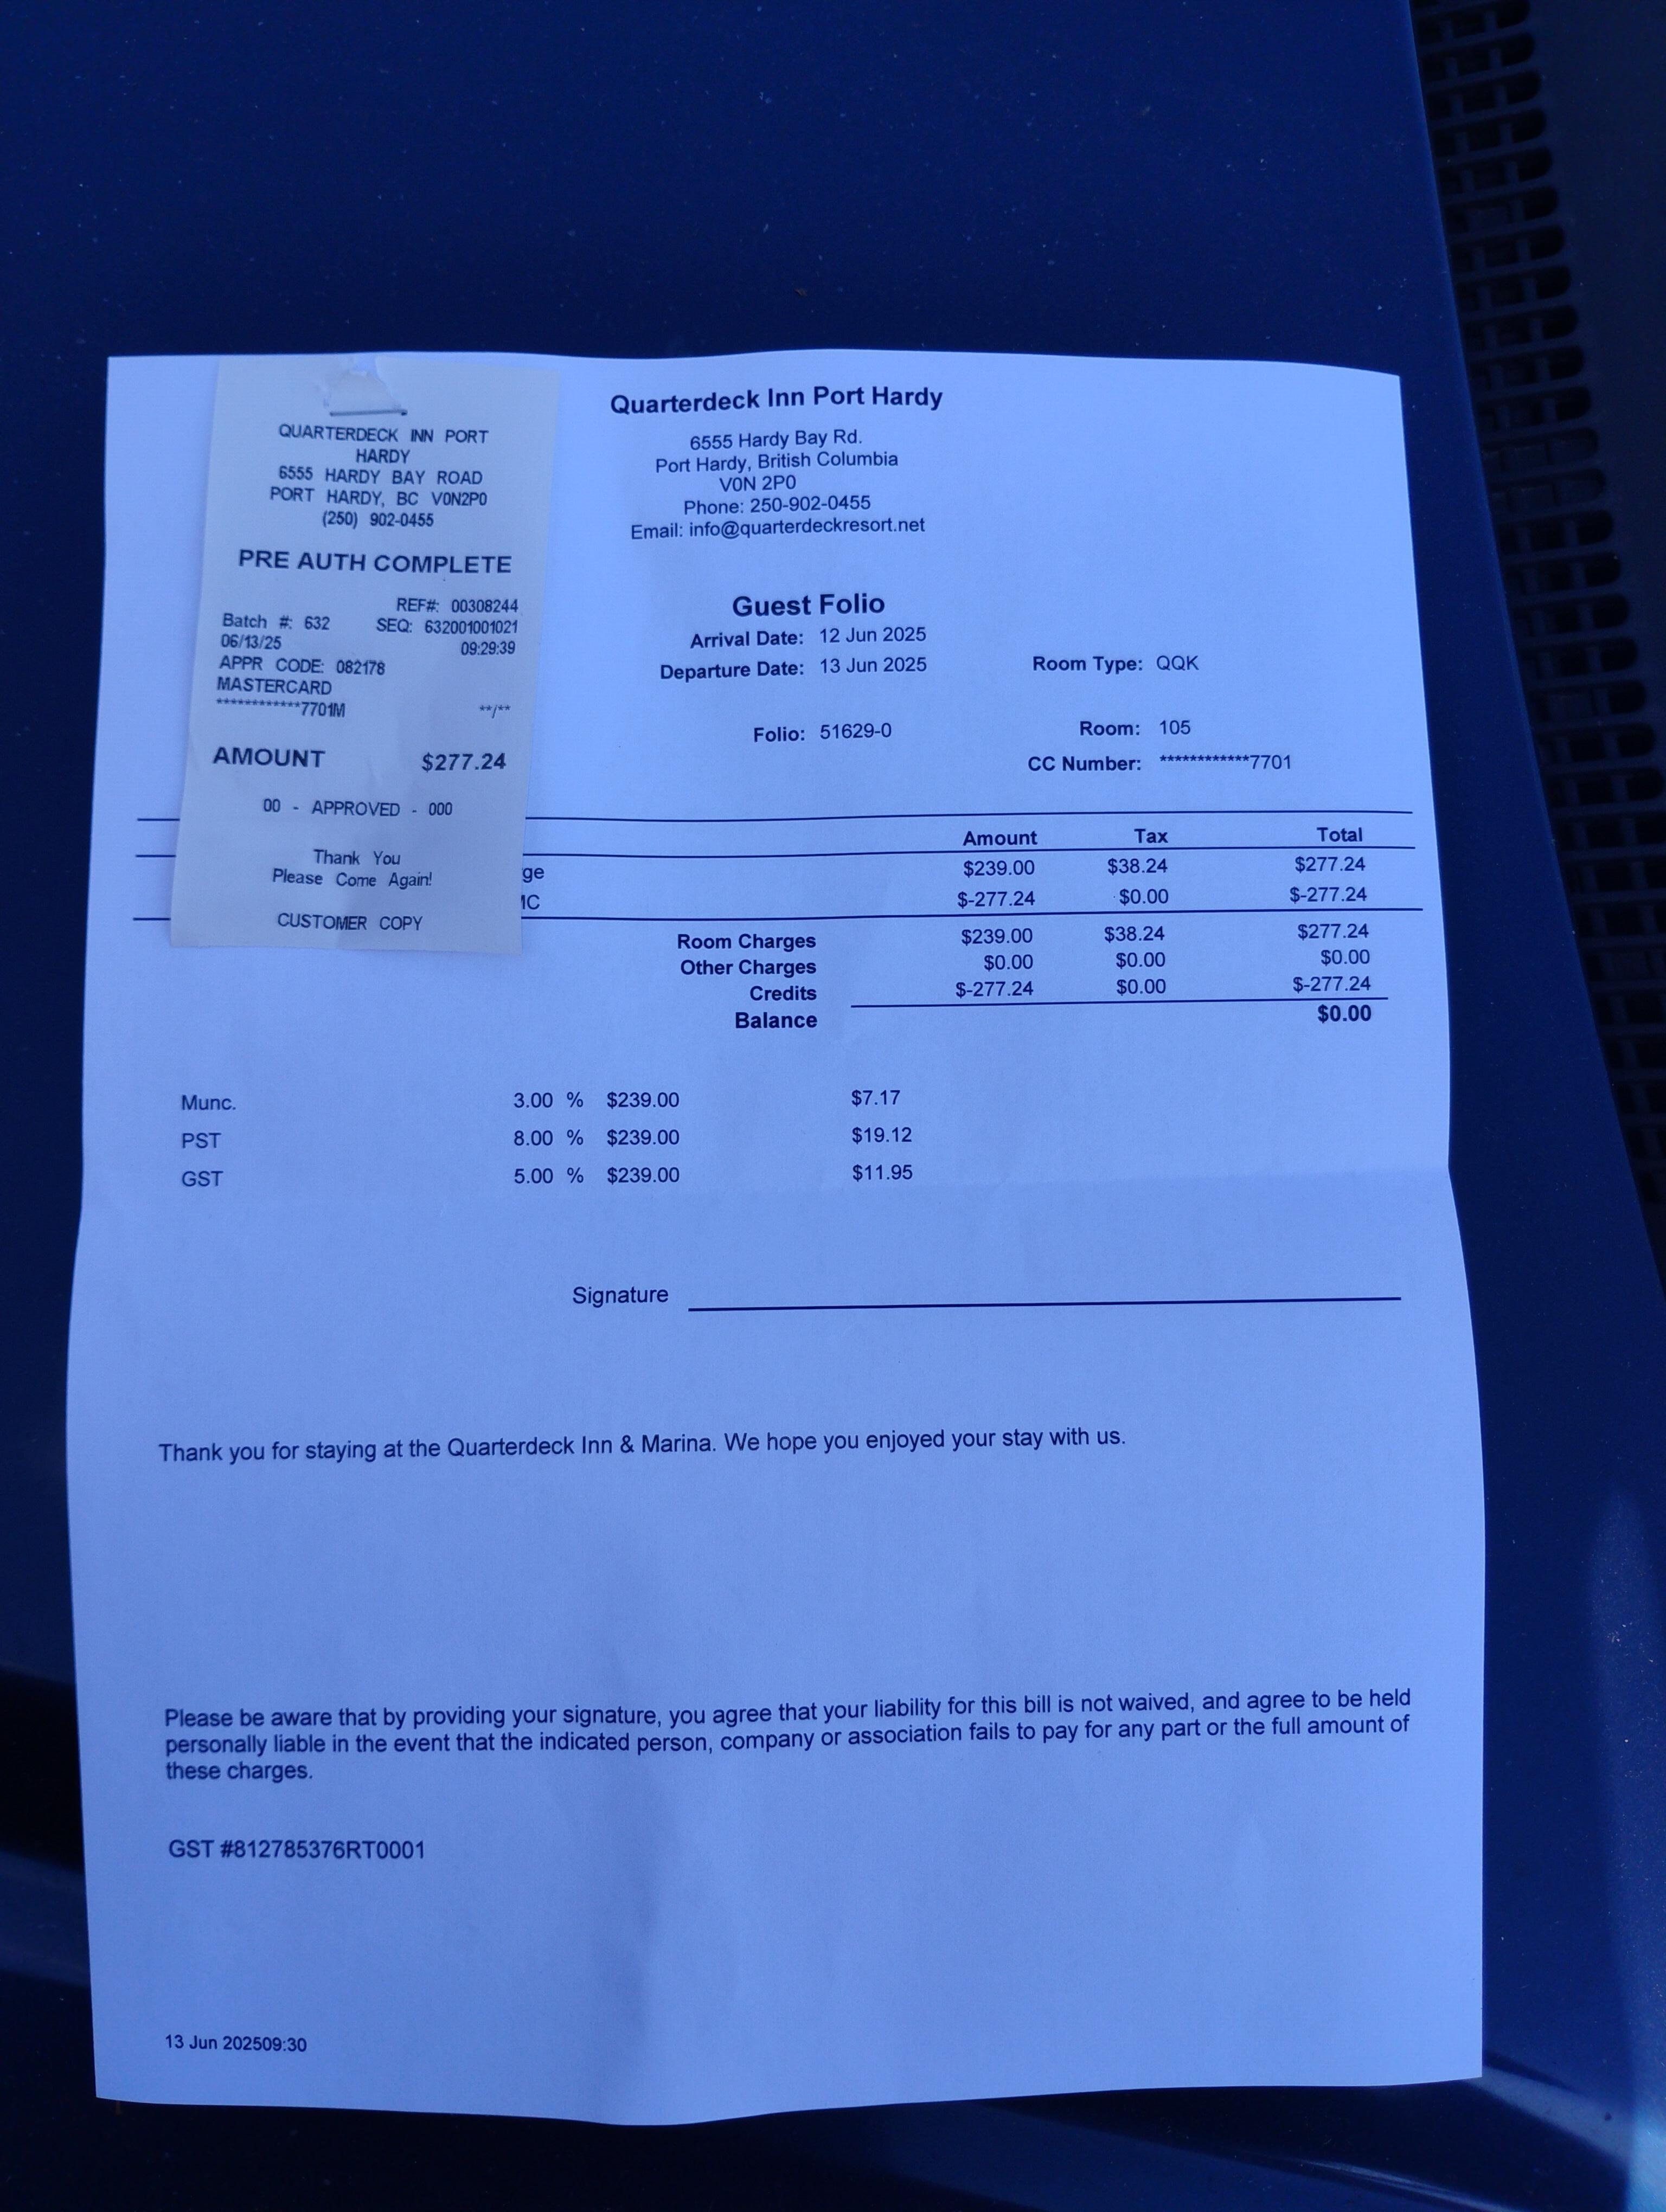 QUARTERDECK INN PORT
HARDY
6555 HARDY BAY ROAD
PORT HARDY, BC V0N2P0
(250) 902-0455
PRE AUTH COMPLETE
REF#: 00308244
Batch #: 632 SEQ: 632001001021
06/13/25 09:29:39
APPR CODE: 082178
MASTERCARD
************7701M **/**
AMOUNT $277.24
00 - APPROVED - 000
Thank You
Please Come Again!
CUSTOMER COPY
Quarterdeck Inn Port Hardy
6555 Hardy Bay Rd.
Port Hardy, British Columbia
V0N 2P0
Phone: 250-902-0455
Email: info@quarterdeckresort.net
Guest Folio
Arrival Date: 12 Jun 2025
Departure Date: 13 Jun 2025 Room Type: QQK
Folio: 51629-0 Room: 105
CC Number: ************7701
Amount Tax Total
ge $239.00 $38.24 $277.24
$-277.24 $0.00 $-277.24
Room Charges $239.00 $38.24 $277.24
Other Charges $0.00 $0.00 $0.00
Credits $-277.24 $0.00 $-277.24
Balance $0.00
Munc. 3.00 % $239.00 $7.17
PST 8.00 % $239.00 $19.12
GST 5.00 % $239.00 $11.95
Signature
Thank you for staying at the Quarterdeck Inn & Marina. We hope you enjoyed your stay with us.
Please be aware that by providing your signature, you agree that your liability for this bill is not waived, and agree to be held
personally liable in the event that the indicated person, company or association fails to pay for any part or the full amount of
these charges.
GST #812785376RT0001
13 Jun 202509:30